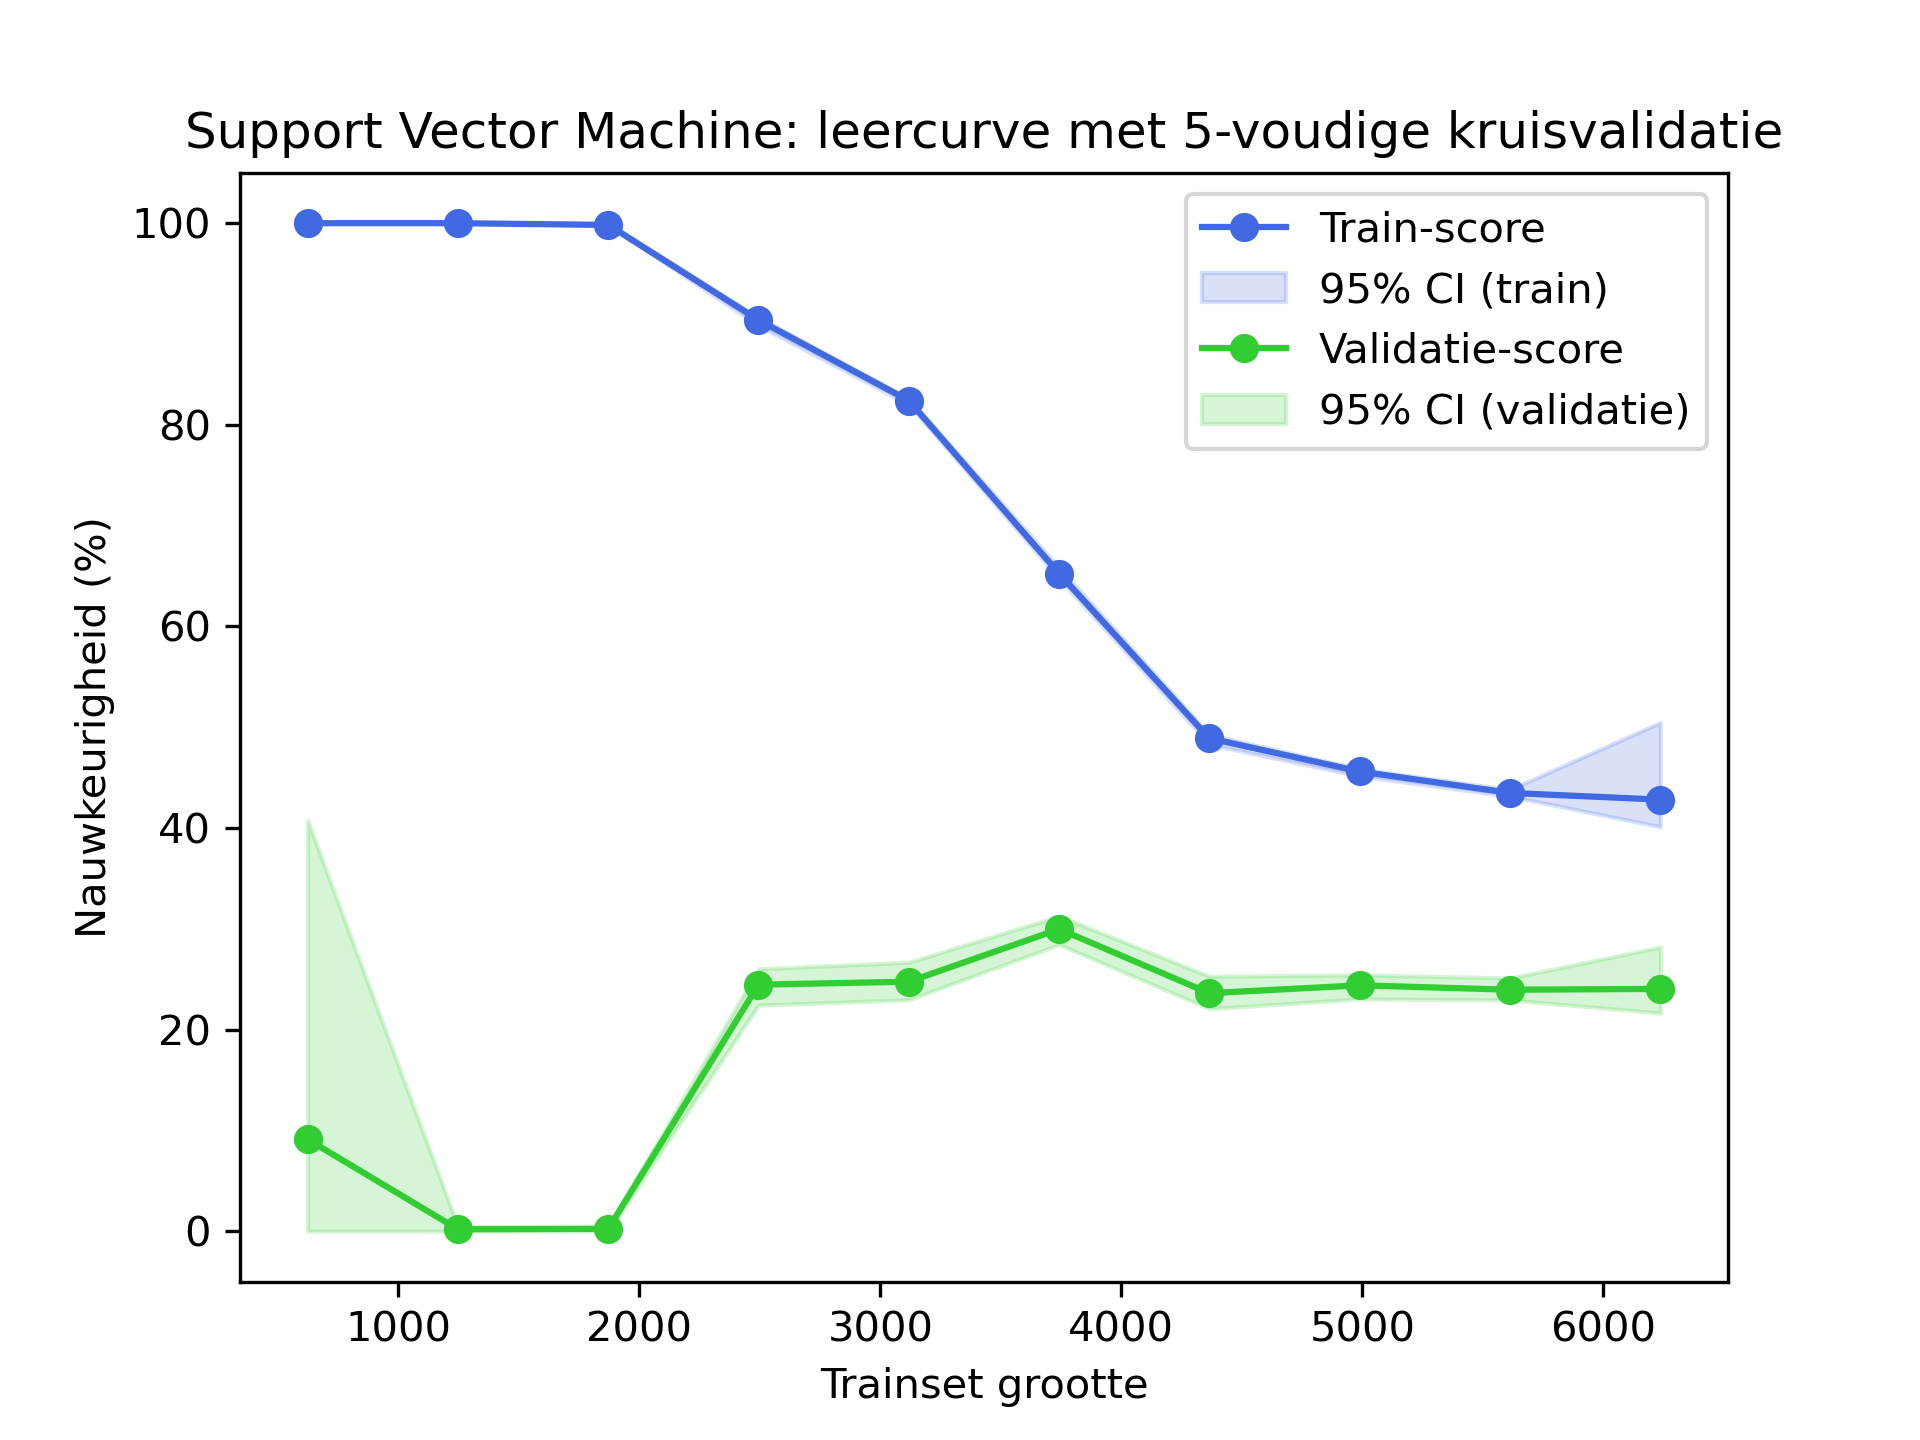 Support Vector Machine: leercurve met 5-voudige kruisvalidatie
Train-score
95% CI (train)
Validatie-score
95% CI (validatie)
Nauwkeurigheid (%)
100
80
60
40
20
0
1000 2000 3000 4000 5000 6000
Trainset grootte